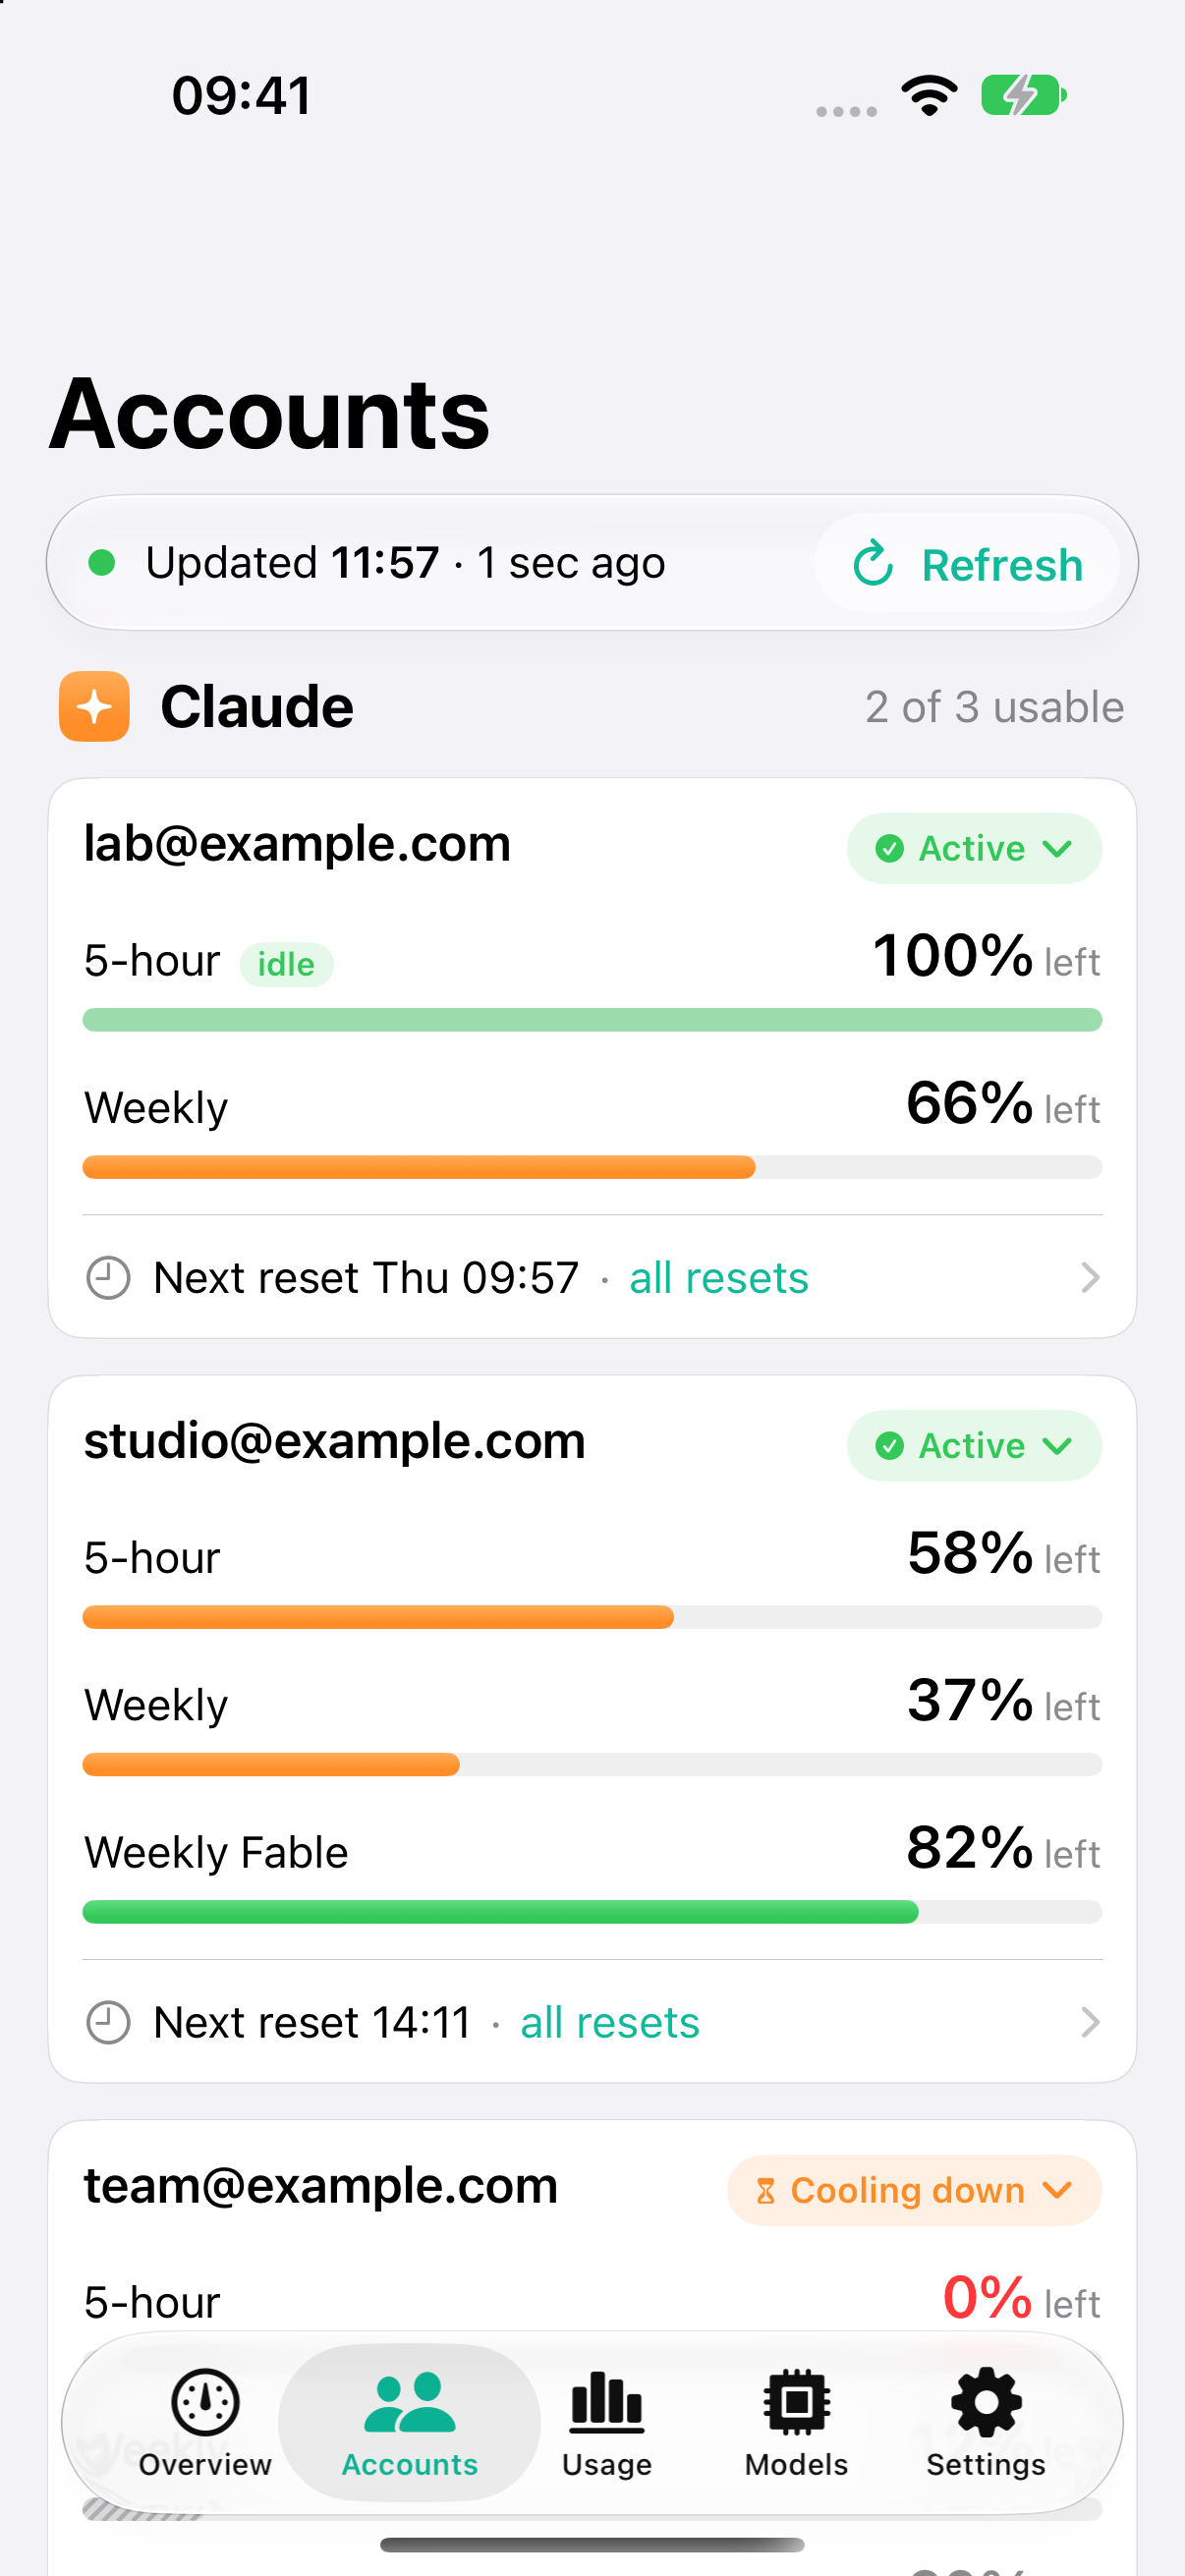 09:41
Accounts
Updated 11:57 · 1 sec ago
Refresh
Claude
2 of 3 usable
lab@example.com
Active
5-hour idle
100% left
Weekly
66% left
Next reset Thu 09:57 · all resets
studio@example.com
Active
5-hour
58% left
Weekly
37% left
Weekly Fable
82% left
Next reset 14:11 · all resets
team@example.com
Cooling down
5-hour
0% left
Weekly
Overview
Accounts
Usage
Models
Settings